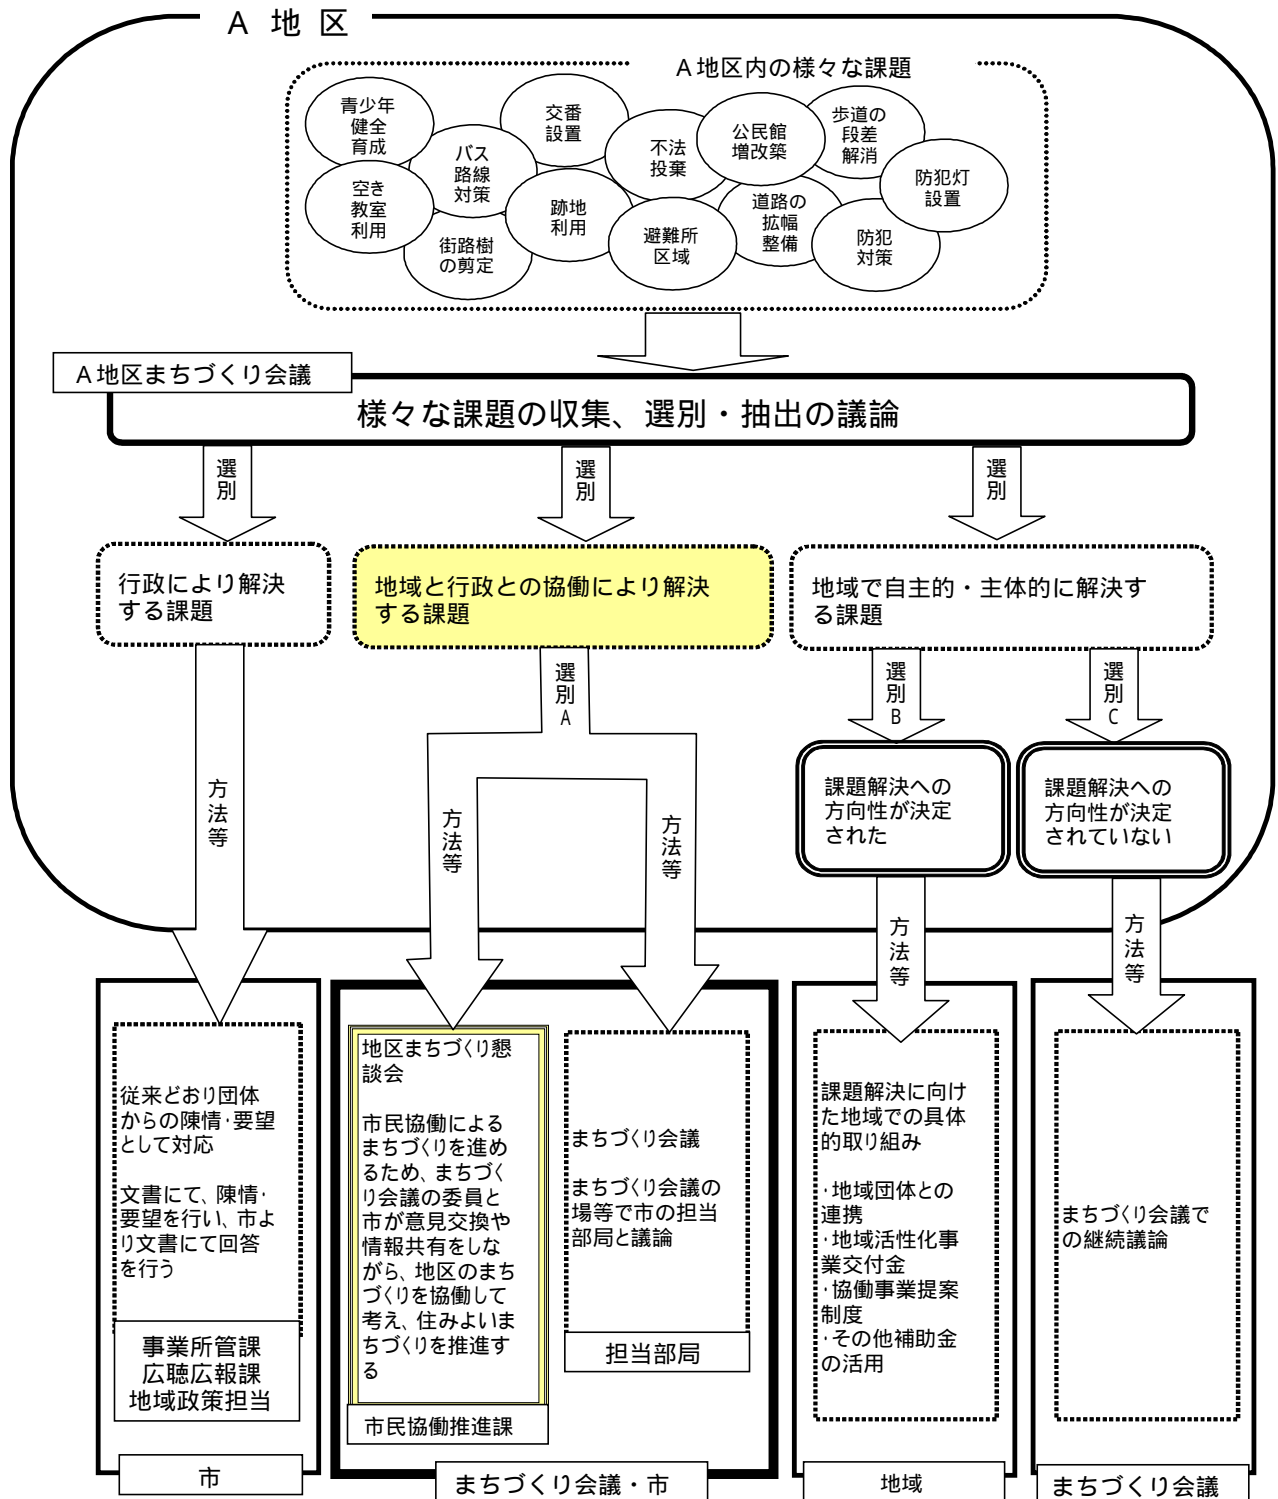 A 地 区
A地区内の様々な課題
青少年
健全
育成
バス
路線
対策
交番
設置
不法
投棄
公民館
増改築
歩道の
段差
解消
防犯灯
設置
空き
教室
利用
街路樹
の剪定
跡地
利用
避難所
区域
道路の
拡幅
整備
防犯
対策
A地区まちづくり会議
様々な課題の収集、選別・抽出の議論
選別
選別
選別
行政により解決
する課題
地域と行政との協働により解決
する課題
地域で自主的・主体的に解決す
る課題
選別A
選別B
選別C
課題解決への
方向性が決定
された
課題解決への
方向性が決定
されていない
方法等
方法等
方法等
方法等
方法等
従来どおり団体
からの陳情・要望
として対応
文書にて、陳情・
要望を行い、市よ
り文書にて回答
を行う
事業所管課
広聴広報課
地域政策担当
市
地区まちづくり懇
談会
市民協働による
まちづくりを進め
るため、まちづく
り会議の委員と
市が意見交換や
情報共有をしな
がら、地区のまち
づくりを協働して
考え、住みよいま
ちづくりを推進す
る
市民協働推進課
まちづくり会議
まちづくり会議の
場等で市の担当
部局と議論
担当部局
まちづくり会議・市
課題解決に向け
た地域での具体
的取り組み
・地域団体との
連携
・地域活性化事
業交付金
・協働事業提案
制度
・その他補助金
の活用
地域
まちづくり会議で
の継続議論
まちづくり会議